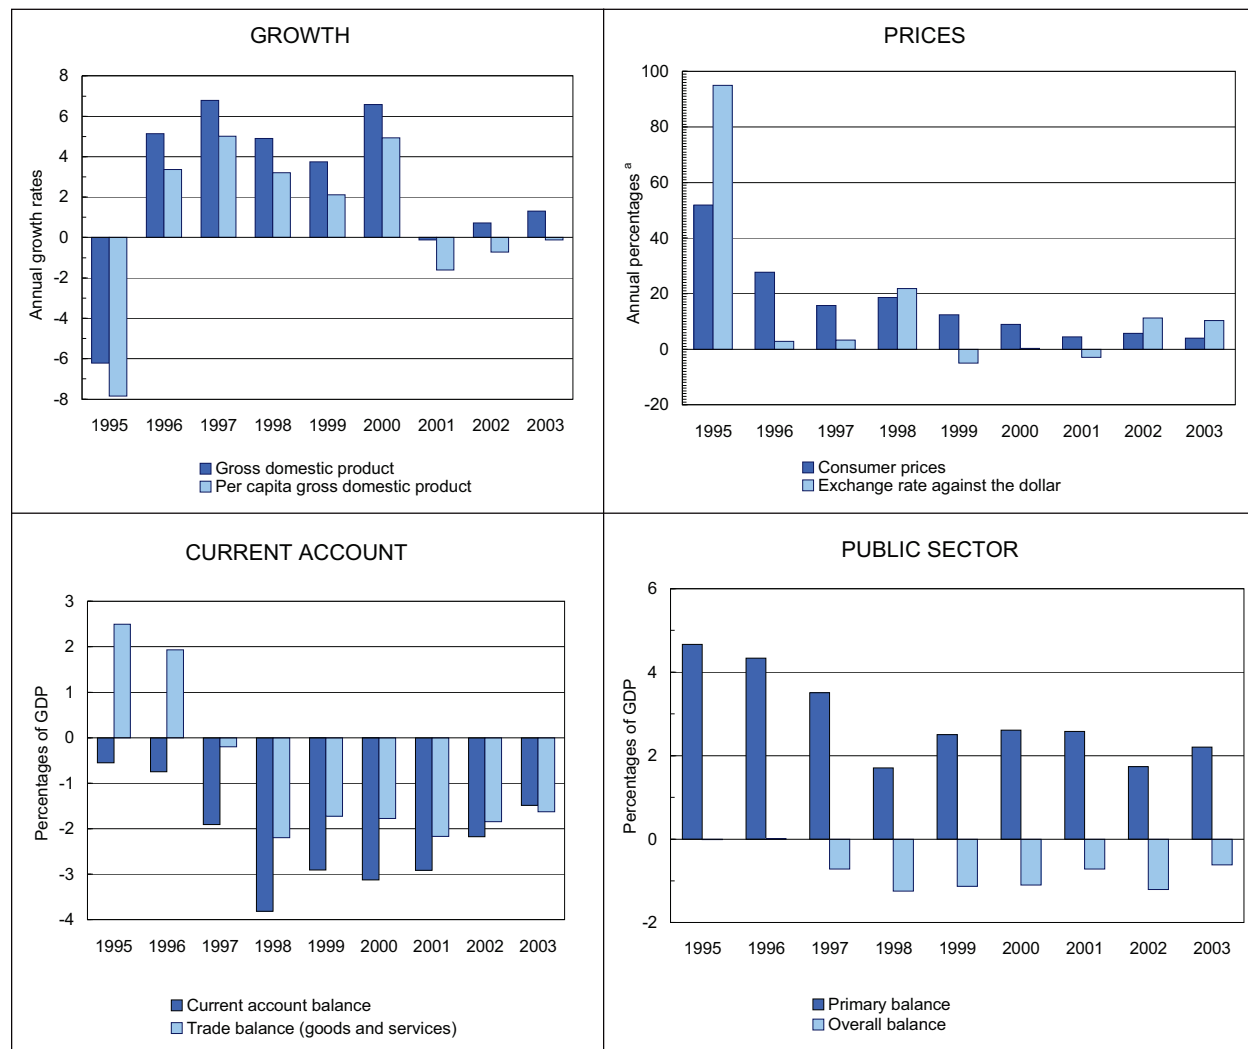 GROWTH
8
6
4
2
0
-2
-4
-6
-8
Annual growth rates
1995 1996 1997 1998 1999 2000 2001 2002 2003
Gross domestic product
Per capita gross domestic product
PRICES
100
80
60
40
20
0
-20
Annual percentages a
1995 1996 1997 1998 1999 2000 2001 2002 2003
Consumer prices
Exchange rate against the dollar
CURRENT ACCOUNT
3
2
1
0
-1
-2
-3
-4
Percentages of GDP
1995 1996 1997 1998 1999 2000 2001 2002 2003
Current account balance
Trade balance (goods and services)
PUBLIC SECTOR
6
4
2
0
-2
Percentages of GDP
1995 1996 1997 1998 1999 2000 2001 2002 2003
Primary balance
Overall balance